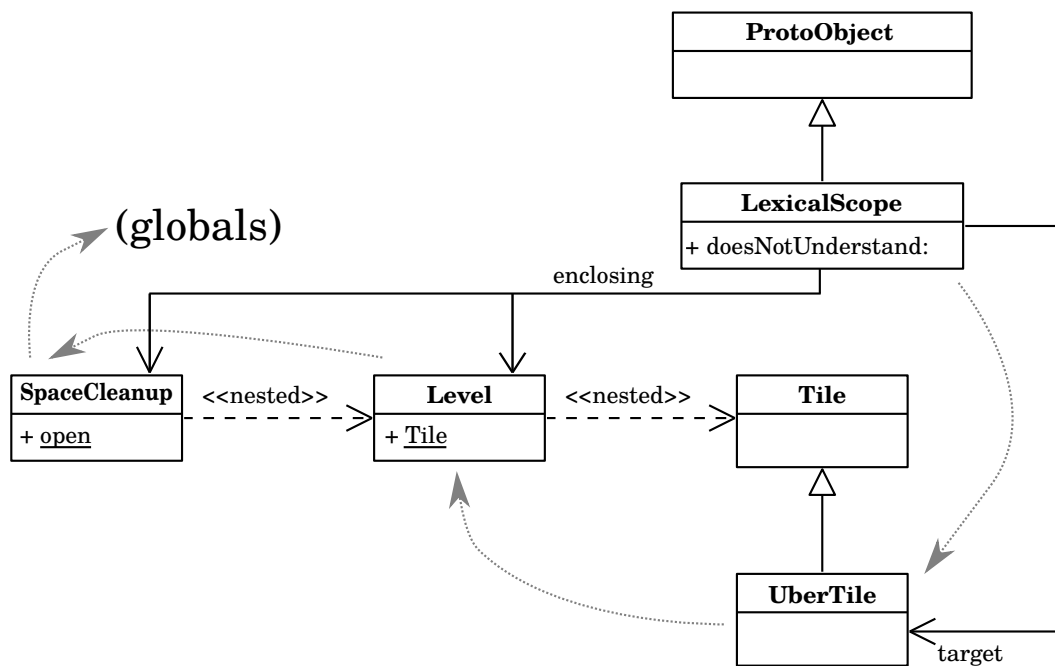 ProtoObject
LexicalScope
+ doesNotUnderstand:
(globals)
enclosing
SpaceCleanup
+ open
<<nested>>
Level
+ Tile
<<nested>>
Tile
UberTile
target